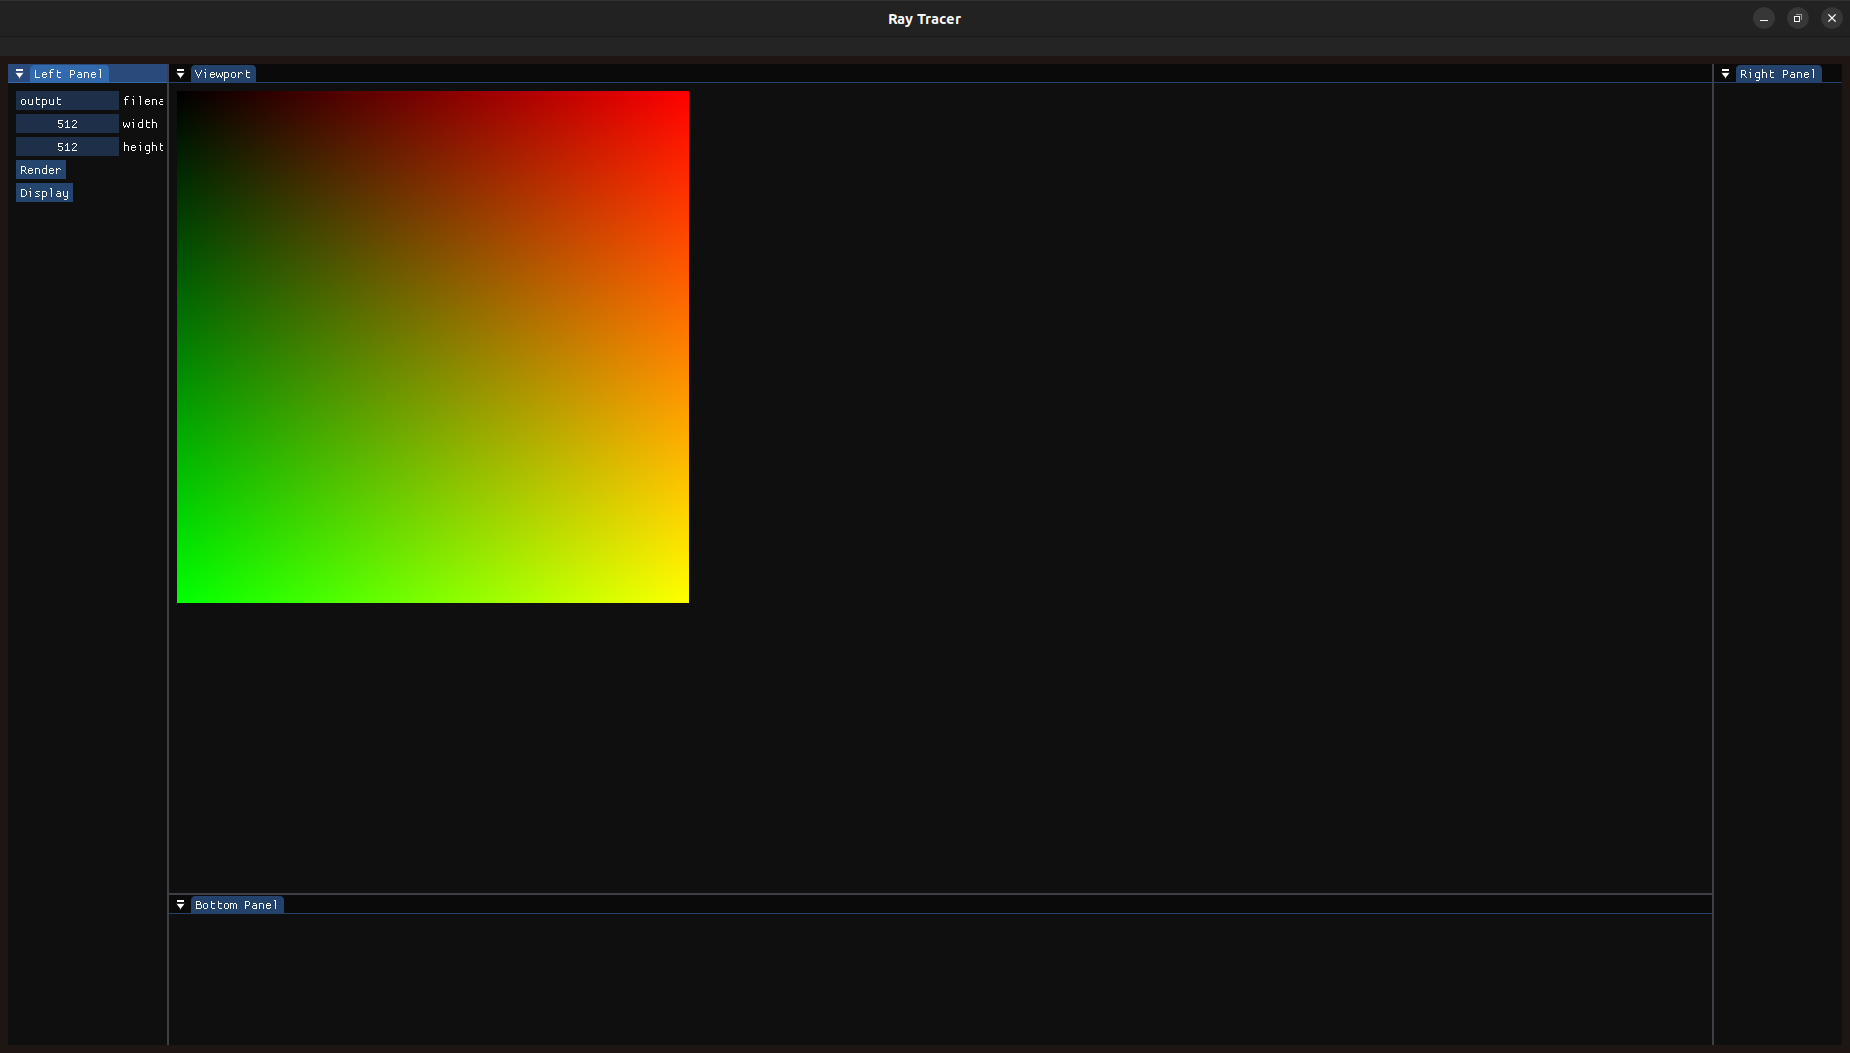 Ray Tracer
Left Panel
output filena
512 width
512 height
Render
Display
Viewport
Right Panel
Bottom Panel